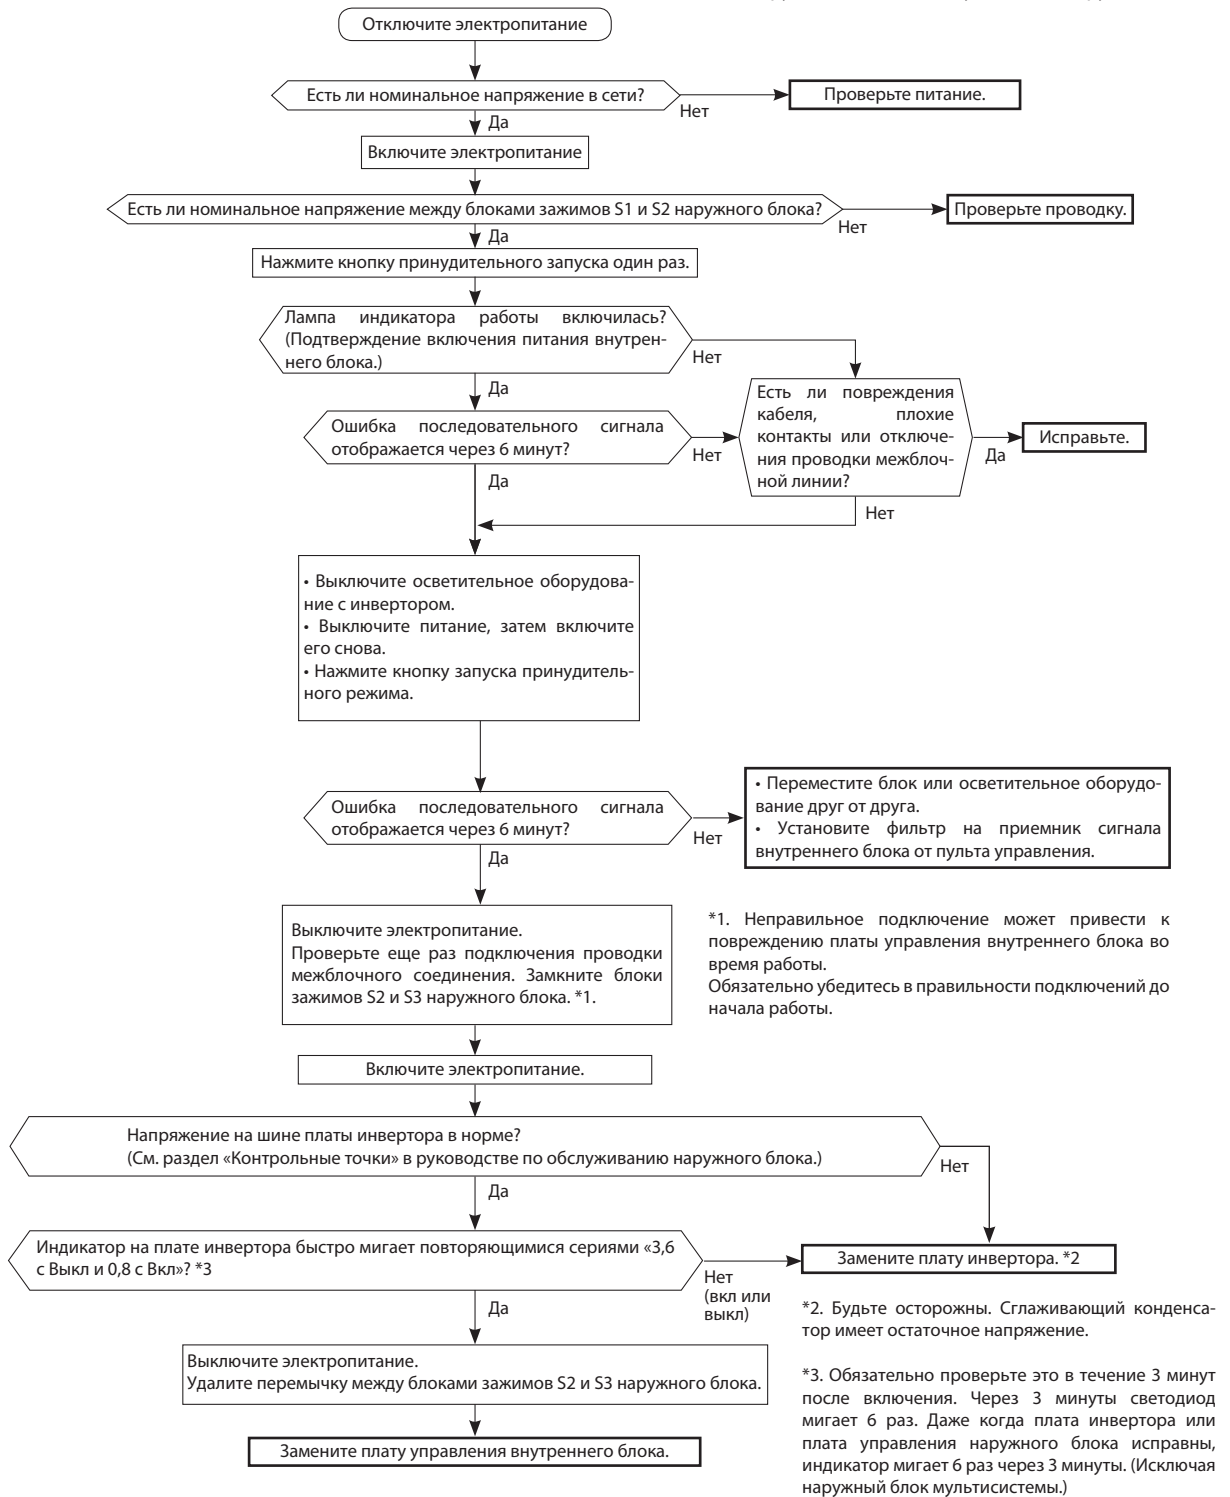 Отключите электропитание
Есть ли номинальное напряжение в сети?
Нет
Проверьте питание.
Да
Включите электропитание
Есть ли номинальное напряжение между блоками зажимов S1 и S2 наружного блока?
Нет
Проверьте проводку.
Да
Нажмите кнопку принудительного запуска один раз.
Лампа индикатора работы включилась?
(Подтверждение включения питания внутрен-
него блока.)
Нет
Да
Ошибка последовательного сигнала
отображается через 6 минут?
Нет
Есть ли повреждения
кабеля, плохие
контакты или отключе-
ния проводки межблоч-
ной линии?
Да
Исправьте.
Да
Нет
• Выключите осветительное оборудова-
ние с инвертором.
• Выключите питание, затем включите
его снова.
• Нажмите кнопку запуска принудитель-
ного режима.
Ошибка последовательного сигнала
отображается через 6 минут?
Нет
• Переместите блок или осветительное оборудо-
вание друг от друга.
• Установите фильтр на приемник сигнала
внутреннего блока от пульта управления.
Да
Выключите электропитание.
Проверьте еще раз подключения проводки
межблочного соединения. Замкните блоки
зажимов S2 и S3 наружного блока. *1.
*1. Неправильное подключение может привести к
повреждению платы управления внутреннего блока во
время работы.
Обязательно убедитесь в правильности подключений до
начала работы.
Включите электропитание.
Напряжение на шине платы инвертора в норме?
(См. раздел «Контрольные точки» в руководстве по обслуживанию наружного блока.)
Нет
Да
Индикатор на плате инвертора быстро мигает повторяющимися сериями «3,6
с Выкл и 0,8 с Вкл»? *3
Нет
(вкл или
выкл)
Замените плату инвертора. *2
Да
*2. Будьте осторожны. Сглаживающий конденса-
тор имеет остаточное напряжение.
Выключите электропитание.
Удалите перемычку между блоками зажимов S2 и S3 наружного блока.
Замените плату управления внутреннего блока.
*3. Обязательно проверьте это в течение 3 минут
после включения. Через 3 минуты светодиод
мигает 6 раз. Даже когда плата инвертора или
плата управления наружного блока исправны,
индикатор мигает 6 раз через 3 минуты. (Исключая
наружный блок мультисистемы.)